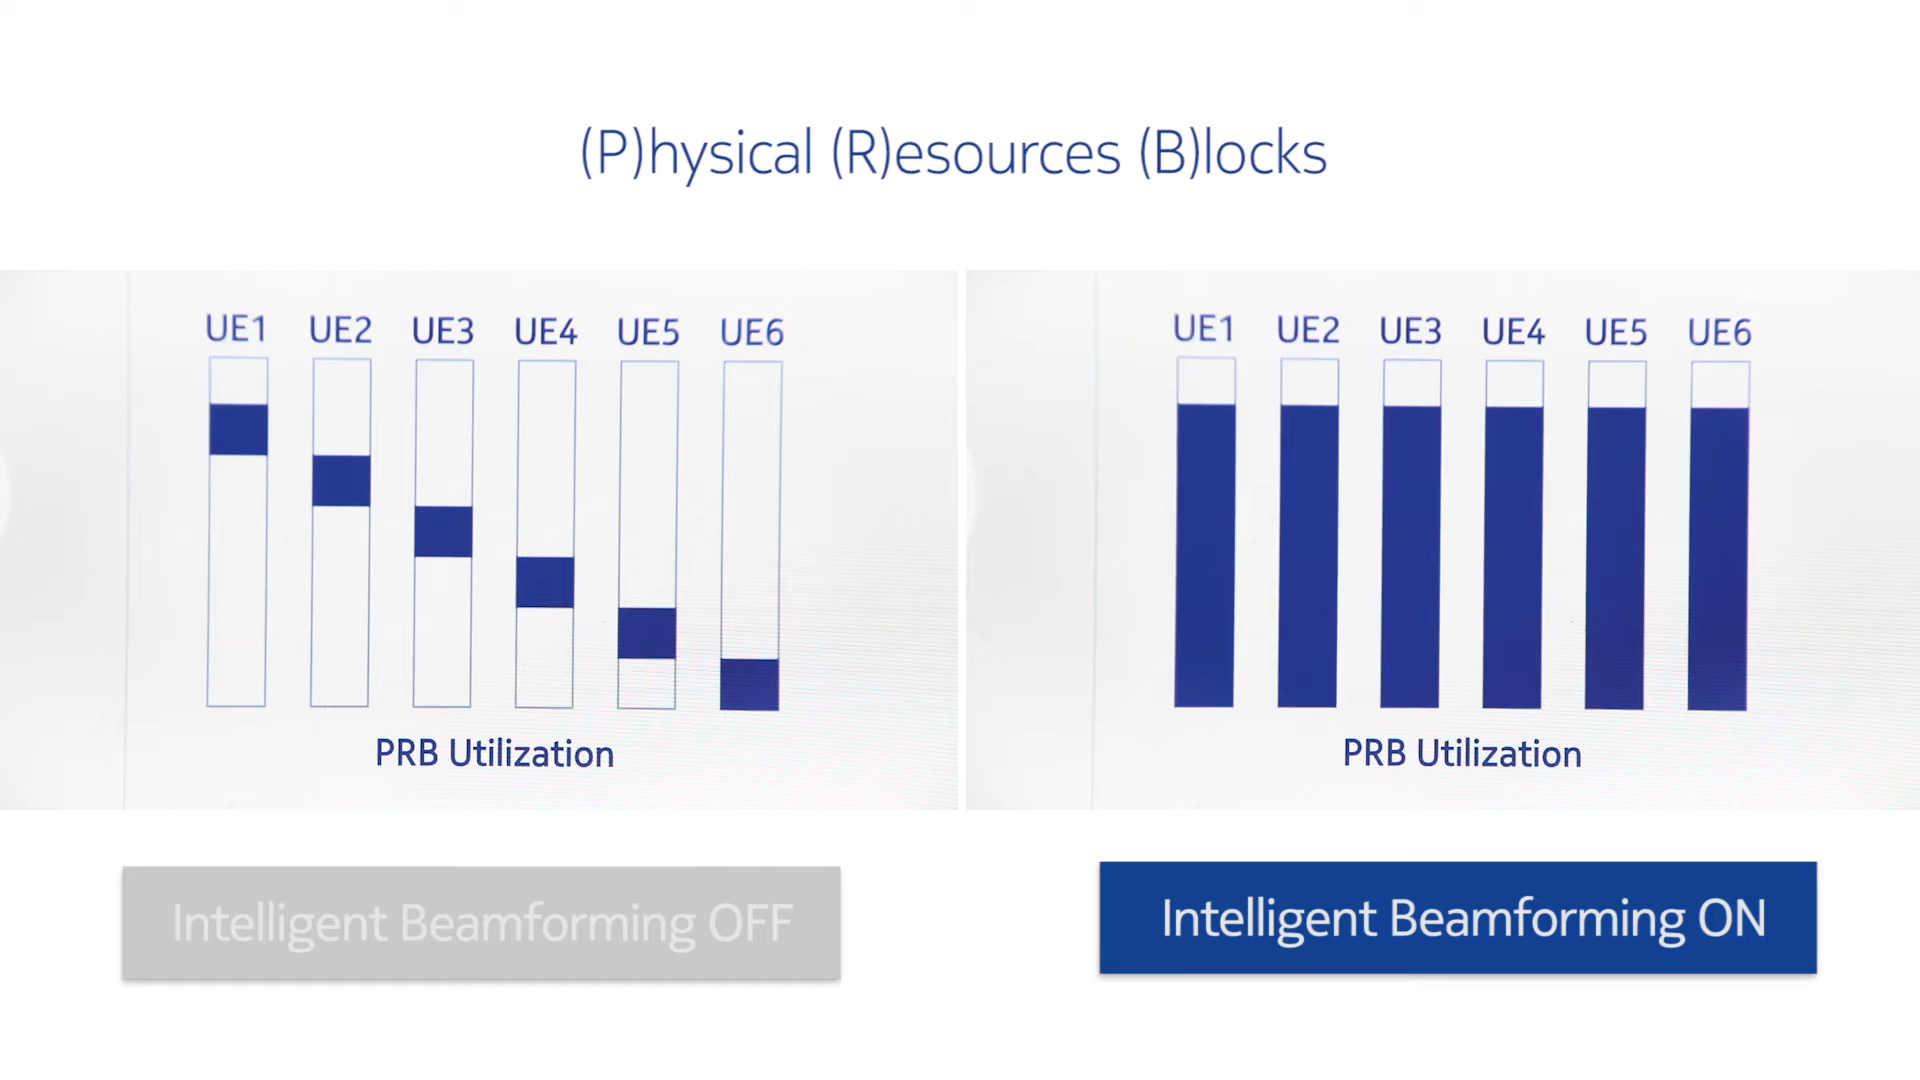 (P)hysical (R)esources (B)locks
UE1 UE2 UE3 UE4 UE5 UE6
PRB Utilization
UE1 UE2 UE3 UE4 UE5 UE6
PRB Utilization
Intelligent Beamforming OFF
Intelligent Beamforming ON